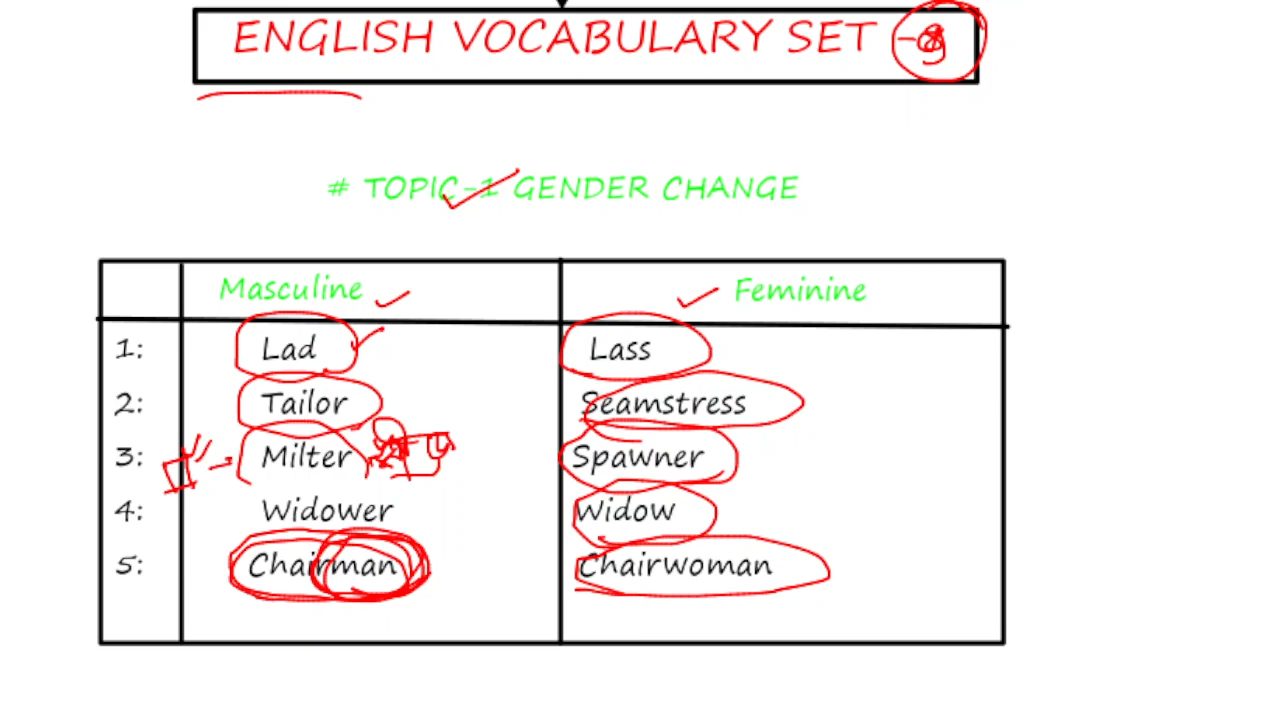 ENGLISH VOCABULARY SET -
# TOPIC-1 GENDER CHANGE
Masculine Feminine
1: Lad Lass
2: Tailor Seamstress
3: Milter Spawner
4: Widower Widow
5: Chairman Chairwoman